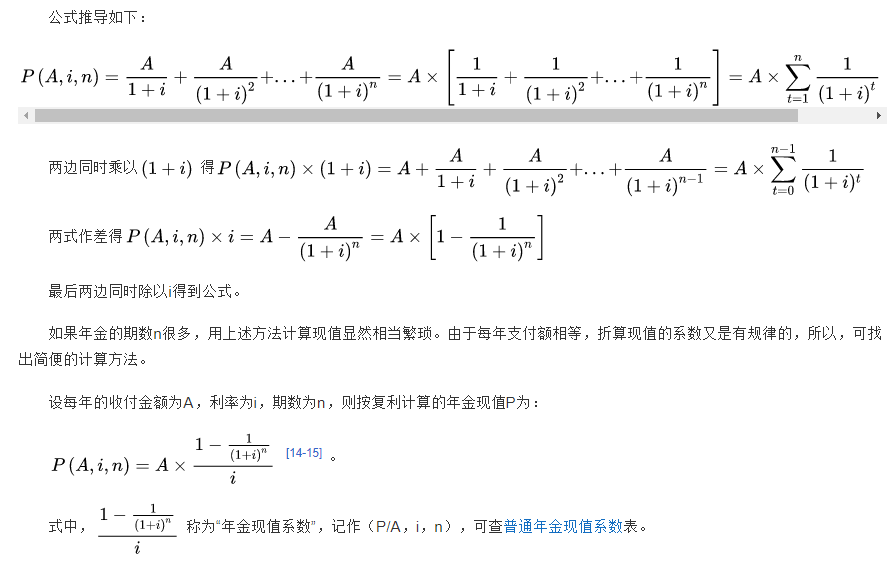 公式推导如下：
P(A,i,n) = \frac{A}{1+i} + \frac{A}{(1+i)^2} +…+ \frac{A}{(1+i)^n} = A × \left[ \frac{1}{1+i} + \frac{1}{(1+i)^2} +…+ \frac{1}{(1+i)^n} \right] = A × \sum_{t=1}^{n} \frac{1}{(1+i)^t}
两边同时乘以 (1+i) 得 P(A,i,n) × (1+i) = A + \frac{A}{1+i} + \frac{A}{(1+i)^2} +…+ \frac{A}{(1+i)^{n-1}} = A × \sum_{t=0}^{n-1} \frac{1}{(1+i)^t}
两式作差得 P(A,i,n) × i = A − \frac{A}{(1+i)^n} = A × \left[ 1 − \frac{1}{(1+i)^n} \right]
最后两边同时除以i得到公式。
如果年金的期数n很多，用上述方法计算现值显然相当繁琐。由于每年支付额相等，折算现值的系数又是有规律的，所以，可找
出简便的计算方法。
设每年的收付金额为A，利率为i，期数为n，则按复利计算的年金现值P为：
P(A,i,n) = A × \frac{1 − \frac{1}{(1+i)^n}}{i} [14-15] 。
式中， \frac{1 − \frac{1}{(1+i)^n}}{i} 称为“年金现值系数”，记作（P/A，i，n），可查普通年金现值系数表。